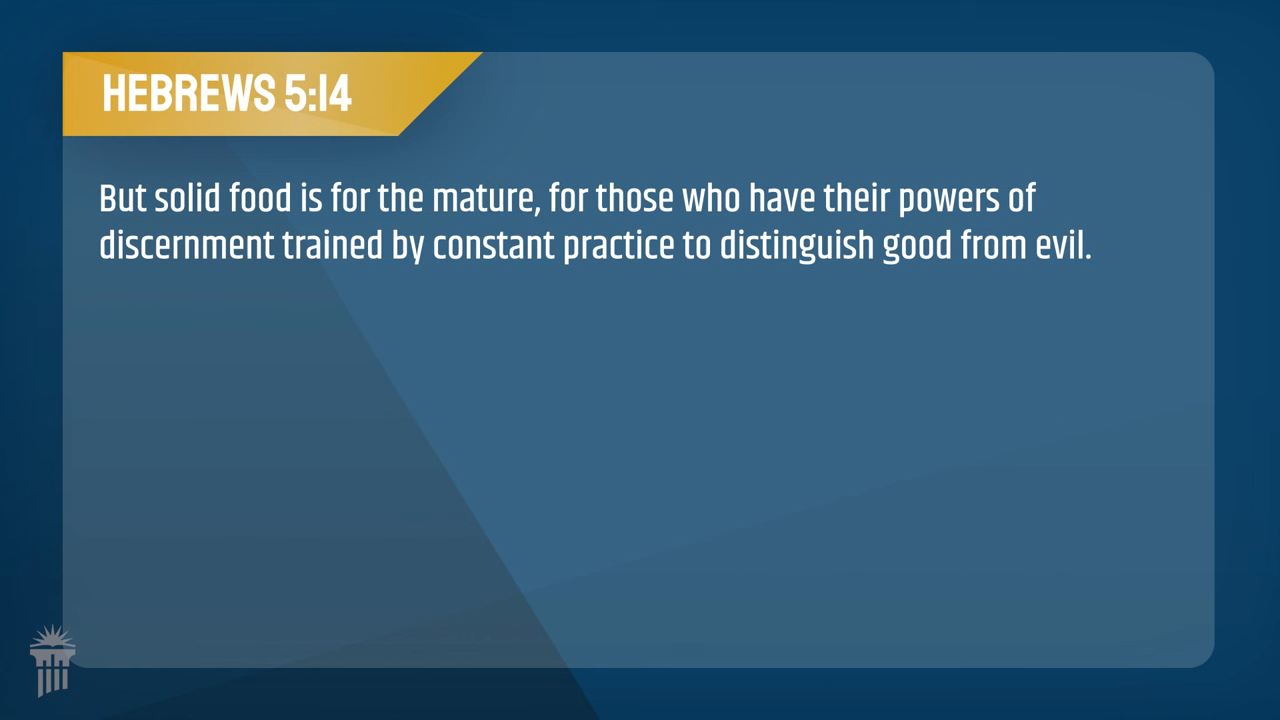 HEBREWS 5:14
But solid food is for the mature, for those who have their powers of
discernment trained by constant practice to distinguish good from evil.